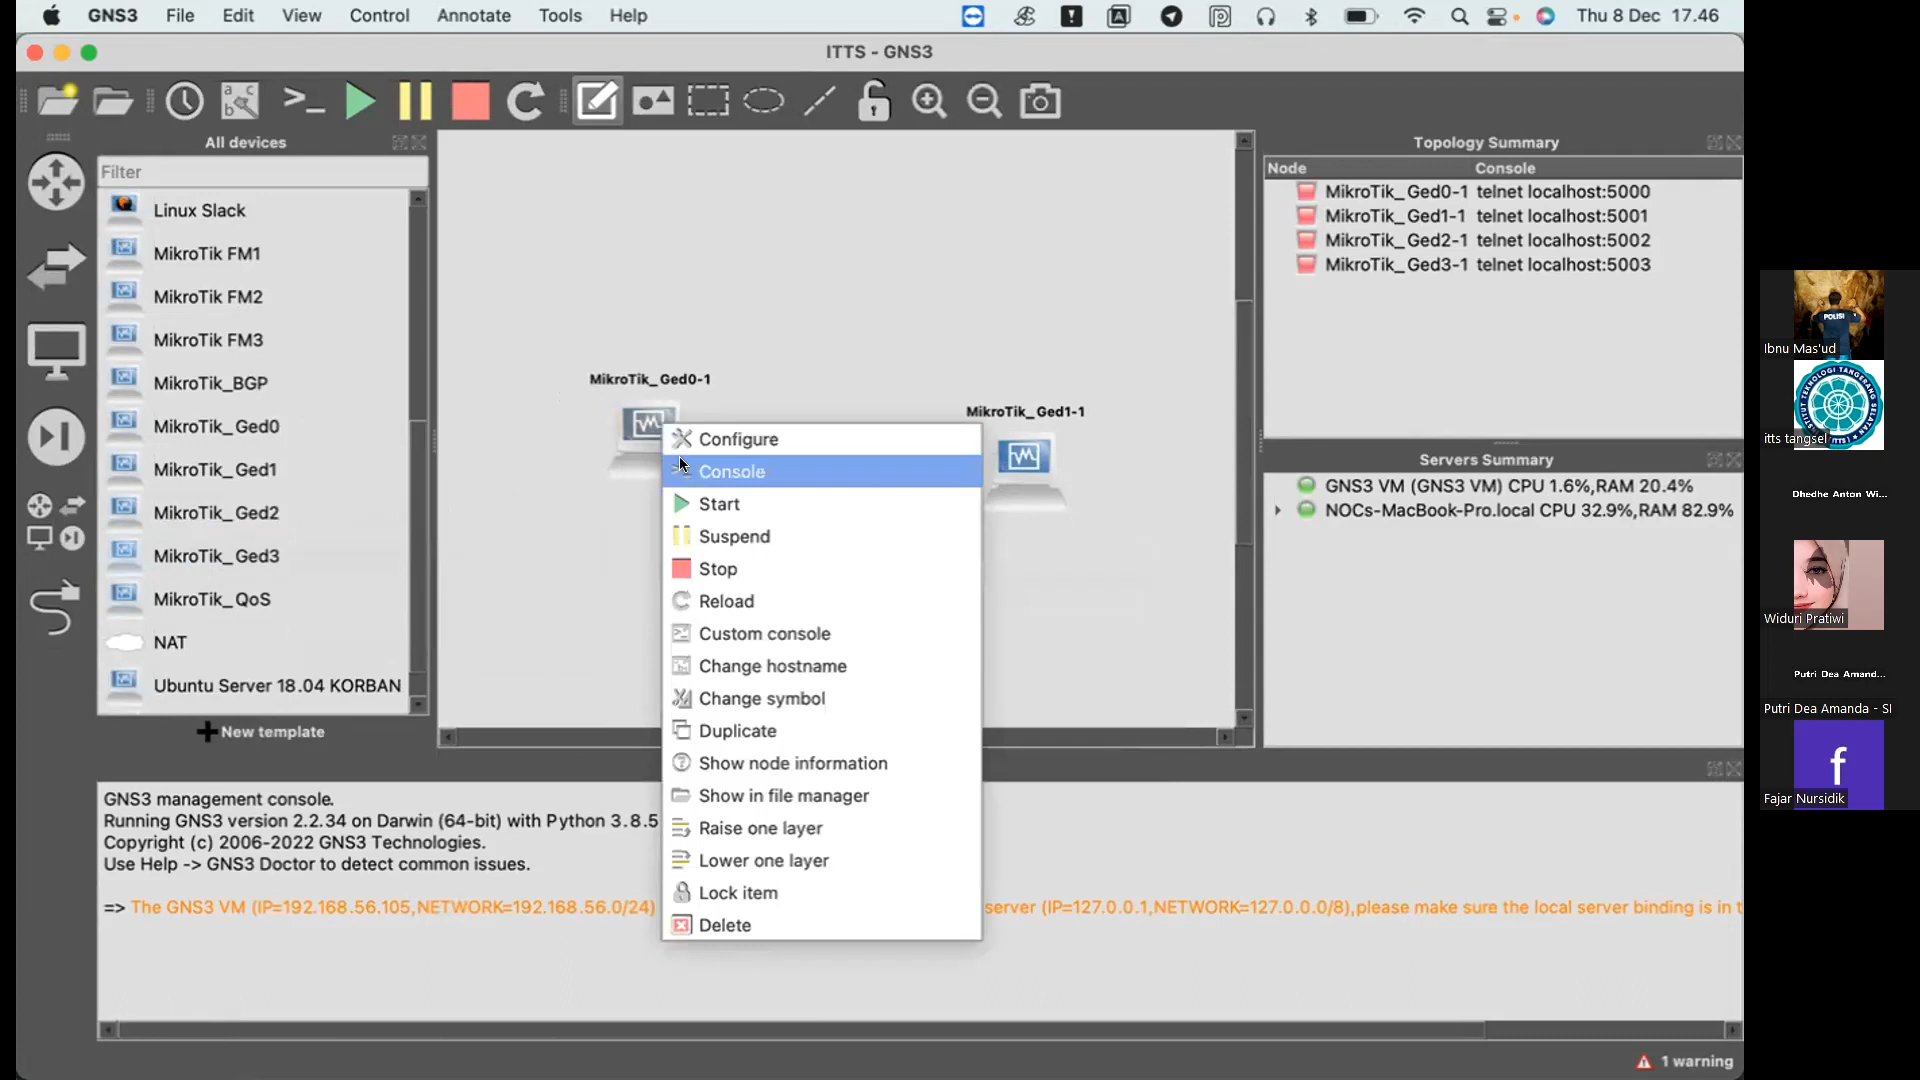 GNS3 File Edit View Control Annotate Tools Help
Thu 8 Dec 17.46
ITTS - GNS3
All devices
Filter
Linux Slack
MikroTik FM1
MikroTik FM2
MikroTik FM3
MikroTik_BGP
MikroTik_Ged0
MikroTik_Ged1
MikroTik_Ged2
MikroTik_Ged3
MikroTik_QoS
NAT
Ubuntu Server 18.04 KORBAN
New template
MikroTik_Ged0-1
MikroTik_Ged1-1
Configure
Console
Start
Suspend
Stop
Reload
Custom console
Change hostname
Change symbol
Duplicate
Show node information
Show in file manager
Raise one layer
Lower one layer
Lock item
Delete
Topology Summary
Node Console
MikroTik_Ged0-1 telnet localhost:5000
MikroTik_Ged1-1 telnet localhost:5001
MikroTik_Ged2-1 telnet localhost:5002
MikroTik_Ged3-1 telnet localhost:5003
Servers Summary
GNS3 VM (GNS3 VM) CPU 1.6%,RAM 20.4%
NOCs-MacBook-Pro.local CPU 32.9%,RAM 82.9%
GNS3 management console.
Running GNS3 version 2.2.34 on Darwin (64-bit) with Python 3.8.5
Copyright (c) 2006-2022 GNS3 Technologies.
Use Help -> GNS3 Doctor to detect common issues.
=> The GNS3 VM (IP=192.168.56.105,NETWORK=192.168.56.0/24) server (IP=127.0.0.1,NETWORK=127.0.0.0/8),please make sure the local server binding is in t
1 warning
POLISI
Ibnu Mas'ud
itts tangsel
Dhedhe Anton Wi...
Widuri Pratiwi
Putri Dea Amand...
Putri Dea Amanda - SI
f
Fajar Nursidik